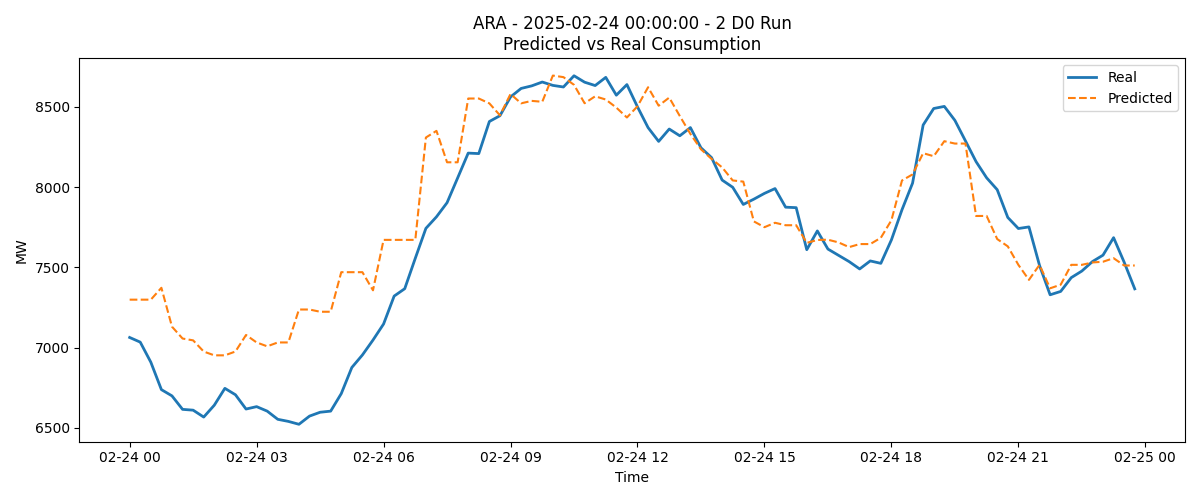 ARA - 2025-02-24 00:00:00 - 2 D0 Run
Predicted vs Real Consumption
Real
Predicted
MW
8500
8000
7500
7000
6500
02-24 00
02-24 03
02-24 06
02-24 09
02-24 12
02-24 15
02-24 18
02-24 21
02-25 00
Time